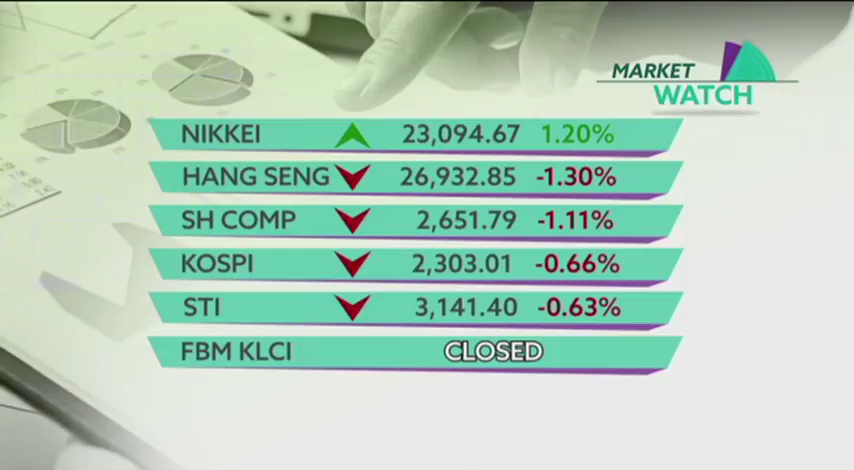 MARKET
WATCH
NIKKEI 23,094.67 1.20%
HANG SENG 26,932.85 -1.30%
SH COMP 2,651.79 -1.11%
KOSPI 2,303.01 -0.66%
STI 3,141.40 -0.63%
FBM KLCI CLOSED